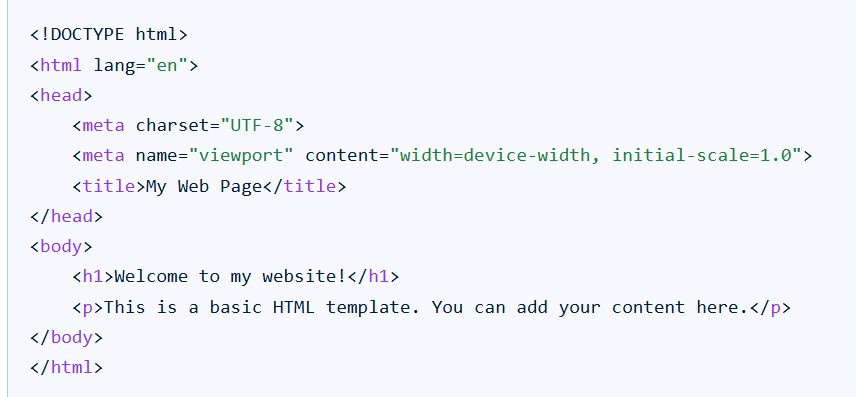 <!DOCTYPE html>
<html lang="en">
<head>
    <meta charset="UTF-8">
    <meta name="viewport" content="width=device-width, initial-scale=1.0">
    <title>My Web Page</title>
</head>
<body>
    <h1>Welcome to my website!</h1>
    <p>This is a basic HTML template. You can add your content here.</p>
</body>
</html>